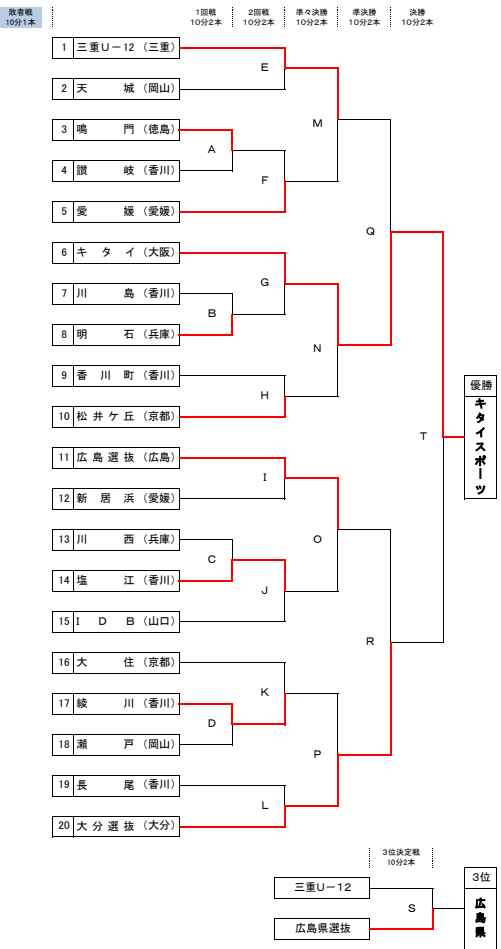 敗者戦 1回戦 2回戦 準々決勝 準決勝 決勝
10分1本 10分2本 10分2本 10分2本 10分2本 10分2本
1 三重U－12 (三重)
E
2 天 城 (岡山)
M
3 鳴 門 (徳島)
A
4 讃 岐 (香川)
F
5 愛 媛 (愛媛)
Q
6 キ タ イ (大阪)
G
7 川 島 (香川)
B
8 明 石 (兵庫)
N
9 香 川 町 (香川)
H
10 松井ケ丘 (京都)
優勝
キタイスポーツ
T
11 広島選抜 (広島)
I
12 新 居 浜 (愛媛)
O
13 川 西 (兵庫)
C
14 塩 江 (香川)
J
15 I D B (山口)
R
16 大 住 (京都)
K
17 綾 川 (香川)
D
18 瀬 戸 (岡山)
P
19 長 尾 (香川)
L
20 大分選抜 (大分)
3位決定戦
10分2本
三重U－12
S
広島県選抜
3位
広島県